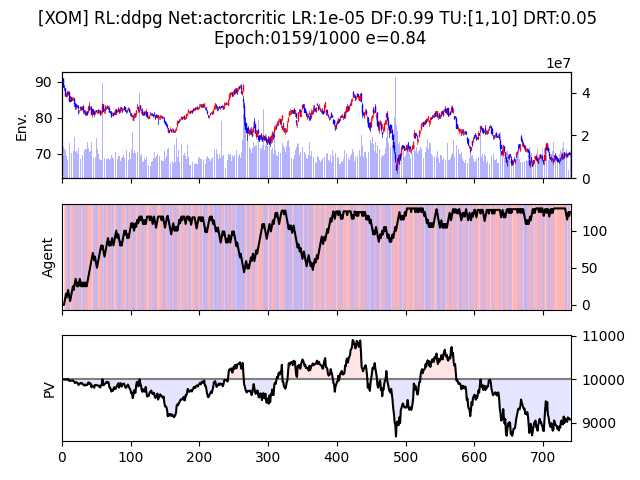 [XOM] RL:ddpg Net:actorcritic LR:1e-05 DF:0.99 TU:[1,10] DRT:0.05
Epoch:0159/1000 e=0.84
1e7
Env.
90
80
70
4
2
0
Agent
100
50
0
PV
11000
10000
9000
0 100 200 300 400 500 600 700